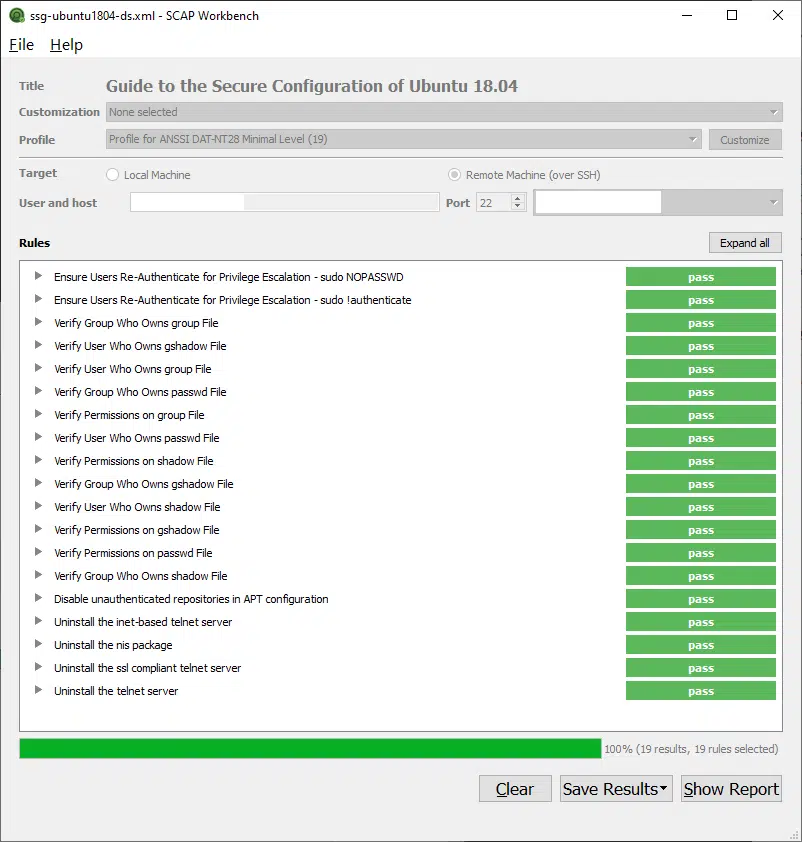 ssg-ubuntu1804-ds.xml - SCAP Workbench
File Help
Title Guide to the Secure Configuration of Ubuntu 18.04
Customization None selected
Profile Profile for ANSSI DAT-NT28 Minimal Level (19) Customize
Target Local Machine Remote Machine (over SSH)
User and host Port 22
Rules Expand all
Ensure Users Re-Authenticate for Privilege Escalation - sudo NOPASSWD pass
Ensure Users Re-Authenticate for Privilege Escalation - sudo !authenticate pass
Verify Group Who Owns group File pass
Verify User Who Owns gshadow File pass
Verify User Who Owns group File pass
Verify Group Who Owns passwd File pass
Verify Permissions on group File pass
Verify User Who Owns passwd File pass
Verify Permissions on shadow File pass
Verify Group Who Owns gshadow File pass
Verify User Who Owns shadow File pass
Verify Permissions on gshadow File pass
Verify Permissions on passwd File pass
Verify Group Who Owns shadow File pass
Disable unauthenticated repositories in APT configuration pass
Uninstall the inet-based telnet server pass
Uninstall the nis package pass
Uninstall the ssl compliant telnet server pass
Uninstall the telnet server pass
100% (19 results, 19 rules selected)
Clear Save Results Show Report